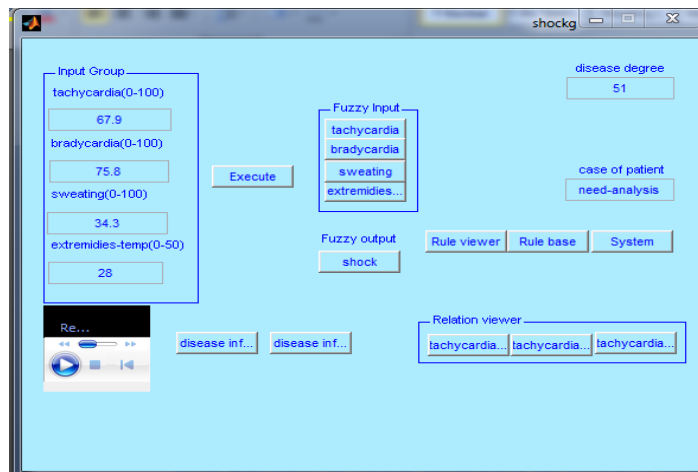 shockg
Input Group
tachycardia(0-100)
67.9
bradycardia(0-100)
75.8
sweating(0-100)
34.3
extremidies-temp(0-50)
28
Execute
Fuzzy Input
tachycardia
bradycardia
sweating
extremidies...
Fuzzy output
shock
disease degree
51
case of patient
need-analysis
Rule viewer Rule base System
Re...
disease inf... disease inf...
Relation viewer
tachycardia... tachycardia... tachycardia...